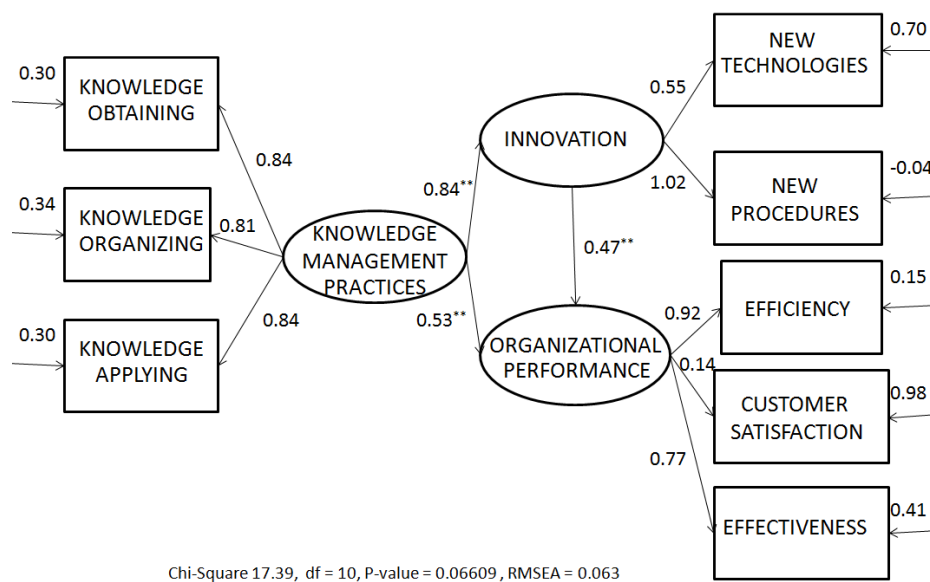 0.30
KNOWLEDGE
OBTAINING
0.84
0.34
KNOWLEDGE
ORGANIZING
0.81
0.30
KNOWLEDGE
APPLYING
0.84
KNOWLEDGE
MANAGEMENT
PRACTICES
0.84**
0.53**
INNOVATION
0.47**
ORGANIZATIONAL
PERFORMANCE
0.55
NEW
TECHNOLOGIES
0.70
1.02
NEW
PROCEDURES
-0.04
0.92
EFFICIENCY
0.15
0.14
CUSTOMER
SATISFACTION
0.98
0.77
EFFECTIVENESS
0.41
Chi-Square 17.39, df = 10, P-value = 0.06609 , RMSEA = 0.063